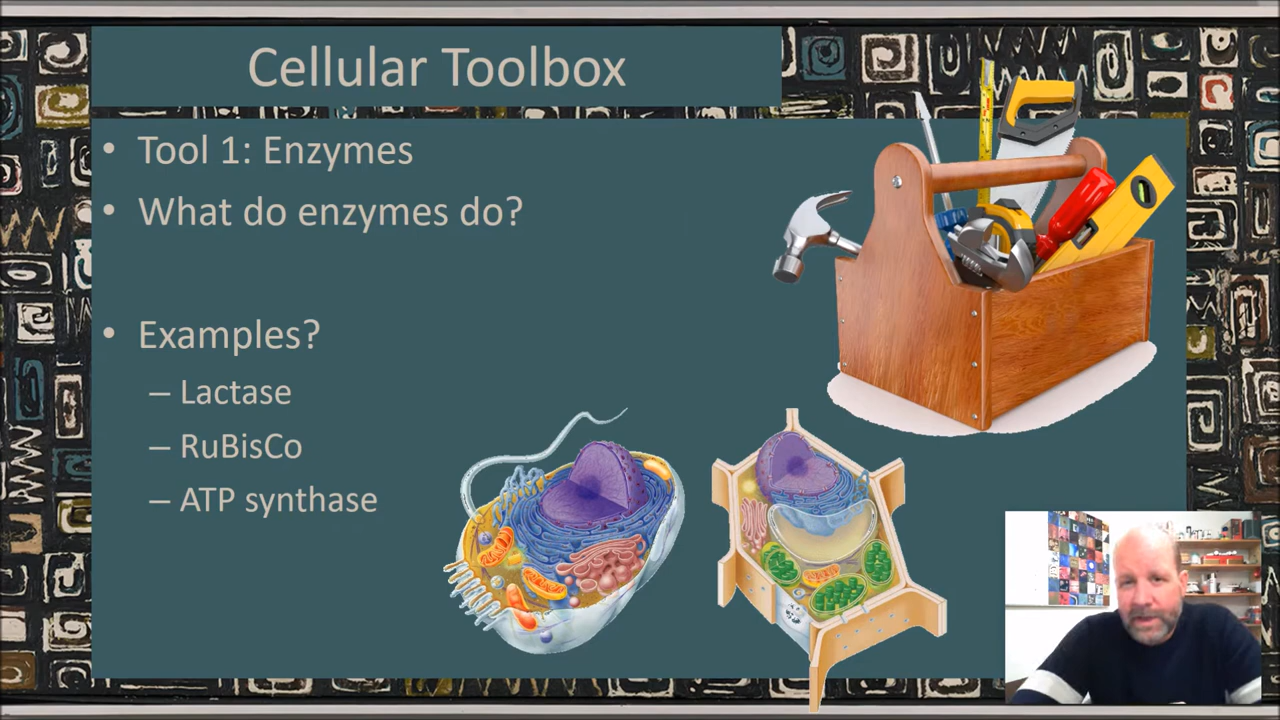 Cellular Toolbox
• Tool 1: Enzymes
• What do enzymes do?
• Examples?
– Lactase
– RuBisCo
– ATP synthase